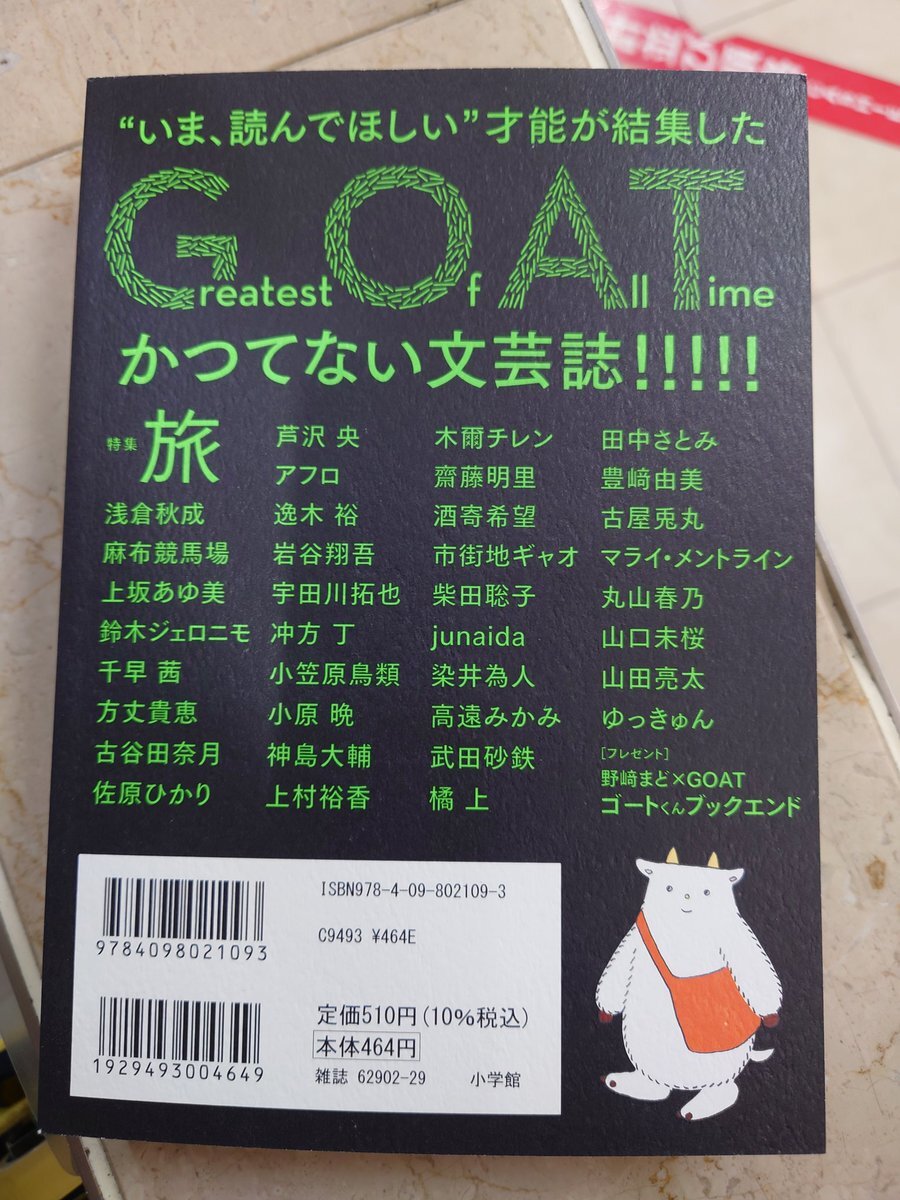 “いま、読んでほしい”才能が結集した
GOAT
Greatest Of All Time
かつてない文芸誌!!!!!
特集 旅
浅倉秋成
麻布競馬場
上坂あゆ美
鈴木ジェロニモ
千早 茜
方丈貴恵
古谷田奈月
佐原ひかり
芦沢 央
アフロ
逸木 裕
岩谷翔吾
宇田川拓也
冲方 丁
小笠原鳥類
小原 晩
神島大輔
上村裕香
木爾チレン
齋藤明里
酒寄希望
市街地ギャオ
柴田聡子
junaida
染井為人
高遠みかみ
武田砂鉄
橘 上
田中さとみ
豊﨑由美
古屋兎丸
マライ・メントライン
丸山春乃
山口未桜
山田亮太
ゆっきゅん
[プレゼント]
野﨑まど×GOAT
ゴートくんブックエンド
9784098021093
ISBN978-4-09-802109-3
C9493 ¥464E
1929493004649
定価510円(10%税込)
本体464円
雑誌 62902-29 小学館